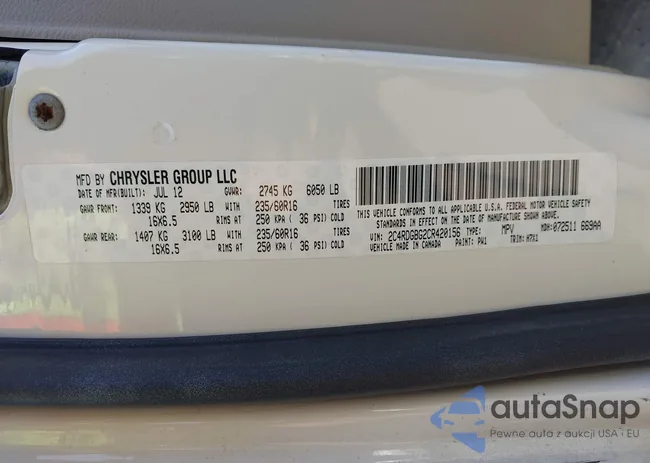 MFD BY CHRYSLER GROUP LLC
DATE OF MFR(BUILT): JUL 12 GVWR: 2745 KG 6050 LB
GAWR FRONT: 1339 KG 2950 LB WITH 235/60R16 TIRES
16X6.5 RIMS AT 250 KPA ( 36 PSI) COLD
GAWR REAR: 1407 KG 3100 LB WITH 235/60R16 TIRES
16X6.5 RIMS AT 250 KPA ( 36 PSI) COLD
THIS VEHICLE CONFORMS TO ALL APPLICABLE U.S.A. FEDERAL MOTOR VEHICLE SAFETY
STANDARDS IN EFFECT ON THE DATE OF MANUFACTURE SHOWN ABOVE.
VIN: 2C4RDGBG2CR420156 TYPE: MPV MDH: 072511 669AA
VEHICLE MADE IN CANADA PAINT: PW1 TRIM: H7X1
autaSnap
Pewne auta z aukcji USA i EU